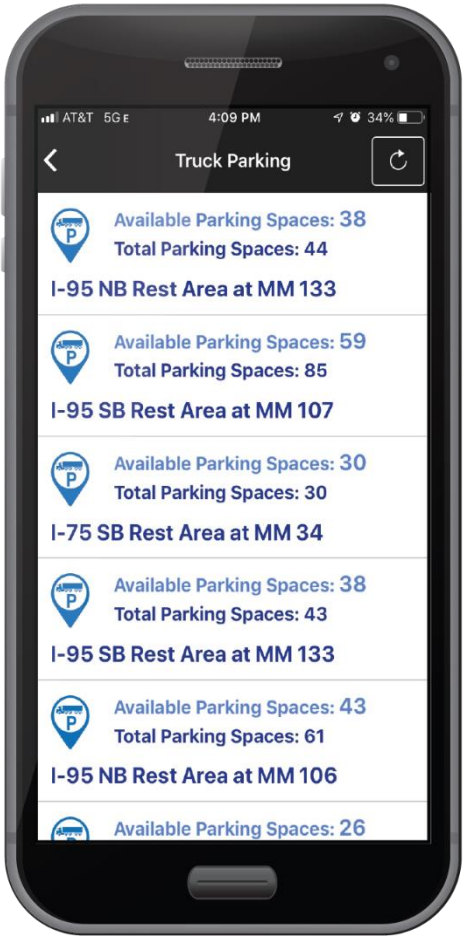 AT&T 5G E 4:09 PM 34%
Truck Parking
P
Available Parking Spaces: 38
Total Parking Spaces: 44
I-95 NB Rest Area at MM 133
P
Available Parking Spaces: 59
Total Parking Spaces: 85
I-95 SB Rest Area at MM 107
P
Available Parking Spaces: 30
Total Parking Spaces: 30
I-75 SB Rest Area at MM 34
P
Available Parking Spaces: 38
Total Parking Spaces: 43
I-95 SB Rest Area at MM 133
P
Available Parking Spaces: 43
Total Parking Spaces: 61
I-95 NB Rest Area at MM 106
Available Parking Spaces: 26